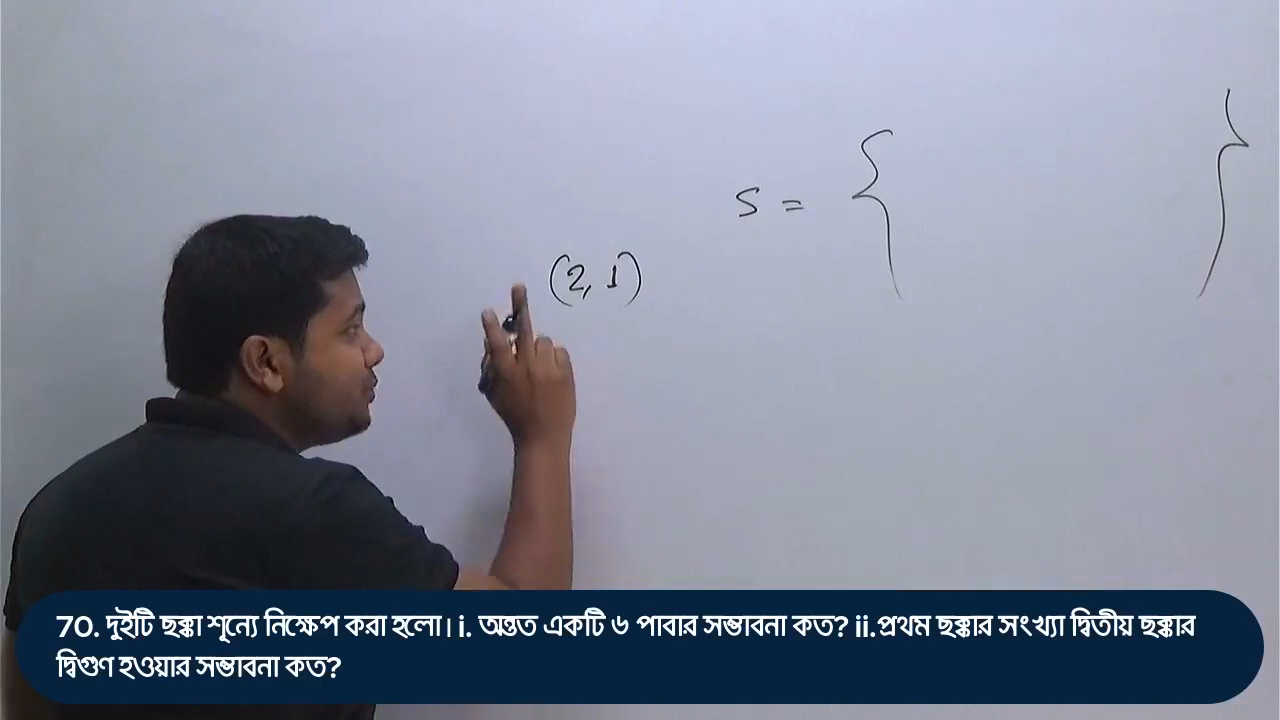 S = { }
(2, 1)
70. দুইটি ছক্কা শূন্যে নিক্ষেপ করা হলো। i. অন্তত একটি ৬ পাবার সম্ভাবনা কত? ii.প্রথম ছক্কার সংখ্যা দ্বিতীয় ছক্কার
দ্বিগুণ হওয়ার সম্ভাবনা কত?